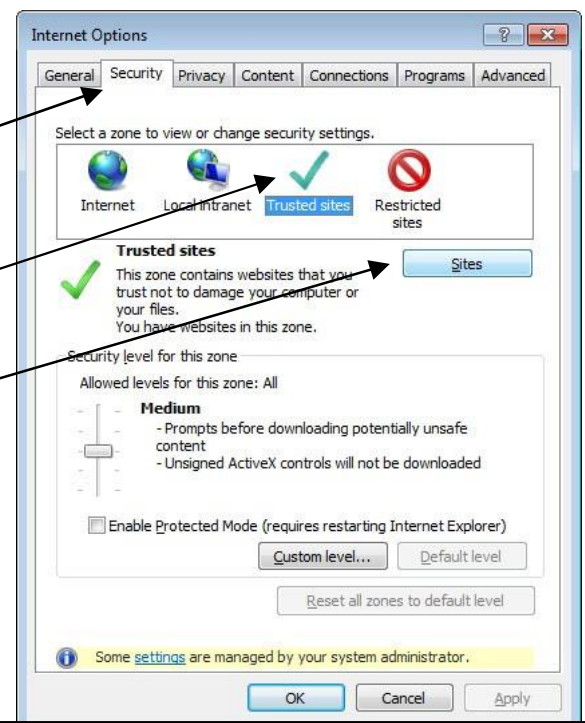 Internet Options
General Security Privacy Content Connections Programs Advanced
Select a zone to view or change security settings.
Internet Local intranet Trusted sites Restricted
sites
Trusted sites
Sites
This zone contains websites that you
trust not to damage your computer or
your files.
You have websites in this zone.
Security level for this zone
Allowed levels for this zone: All
Medium
- Prompts before downloading potentially unsafe
content
- Unsigned ActiveX controls will not be downloaded
Enable Protected Mode (requires restarting Internet Explorer)
Custom level... Default level
Reset all zones to default level
Some settings are managed by your system administrator.
OK Cancel Apply